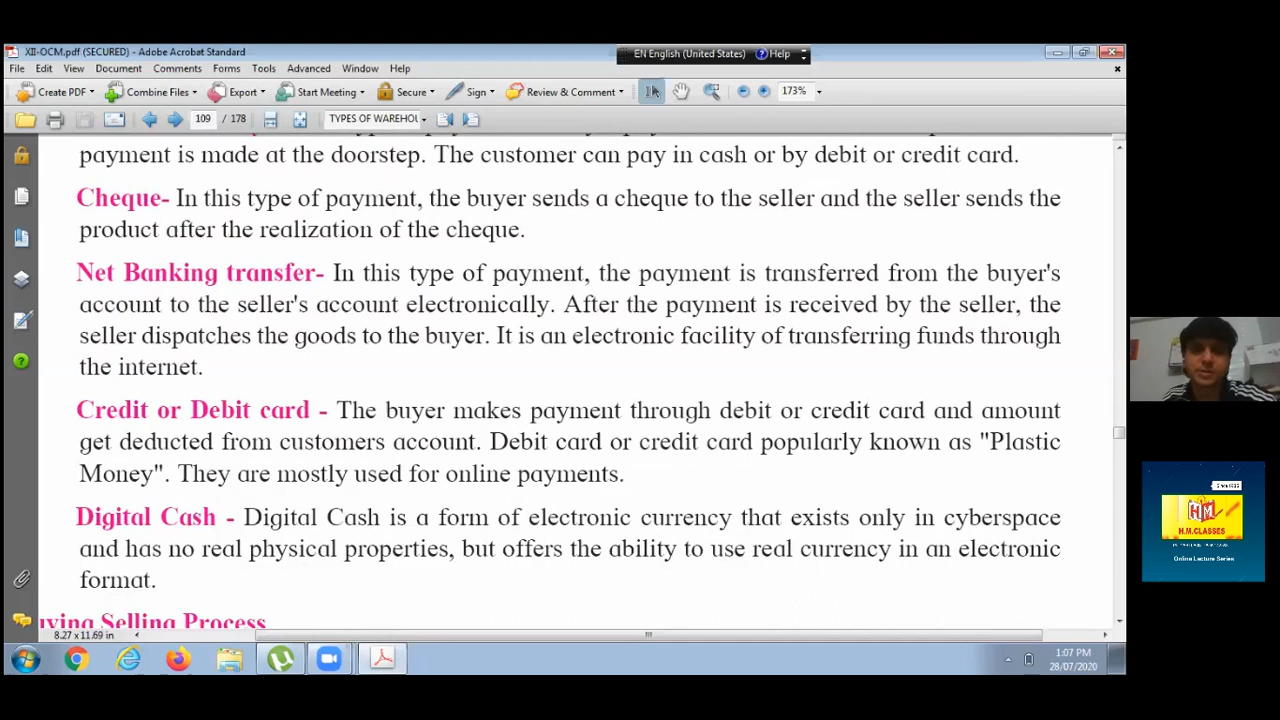 XII-OCM.pdf (SECURED) - Adobe Acrobat Standard
EN English (United States) Help
File Edit View Document Comments Forms Tools Advanced Window Help
Create PDF Combine Files Export Start Meeting Secure Sign Review & Comment 173%
109 / 178 TYPES OF WAREHOU
payment is made at the doorstep. The customer can pay in cash or by debit or credit card.
Cheque- In this type of payment, the buyer sends a cheque to the seller and the seller sends the
product after the realization of the cheque.
Net Banking transfer- In this type of payment, the payment is transferred from the buyer's
account to the seller's account electronically. After the payment is received by the seller, the
seller dispatches the goods to the buyer. It is an electronic facility of transferring funds through
the internet.
Credit or Debit card - The buyer makes payment through debit or credit card and amount
get deducted from customers account. Debit card or credit card popularly known as "Plastic
Money". They are mostly used for online payments.
Digital Cash - Digital Cash is a form of electronic currency that exists only in cyberspace
and has no real physical properties, but offers the ability to use real currency in an electronic
format.
uying Selling Process
8.27 x 11.69 in
HM
H.M.CLASSES
Online Lecture Series
1:07 PM
28/07/2020